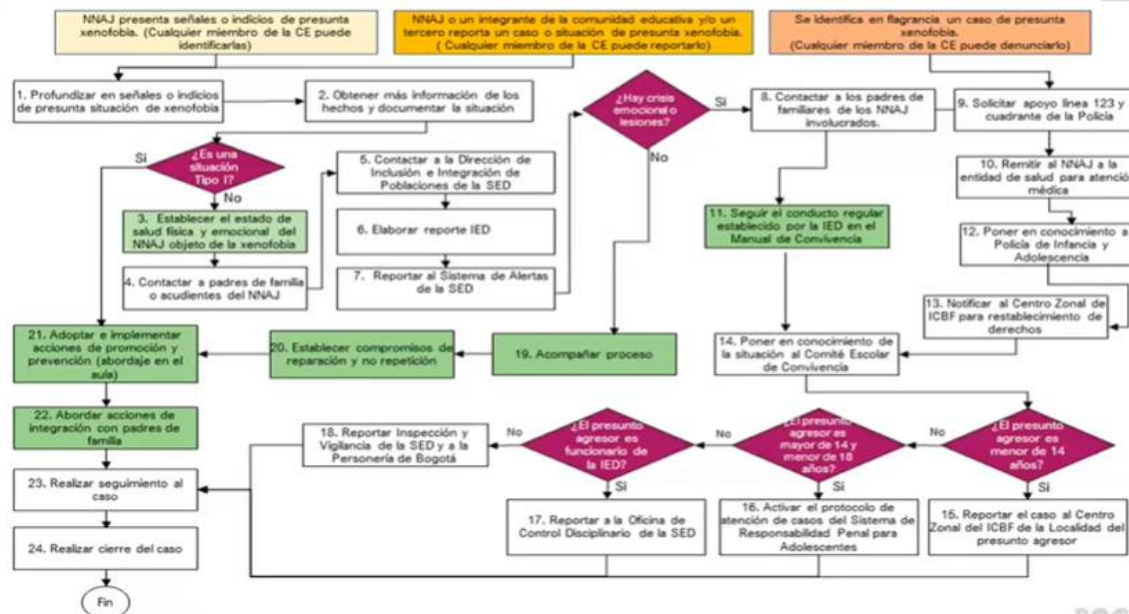 NNAJ presenta señales o indicios de presunta
xenofobia. (Cualquier miembro de la CE puede
identificarlas)
NNAJ o un integrante de la comunidad educativa y/o un
tercero reporta un caso o situación de presunta xenofobia.
( Cualquier miembro de la CE puede reportarlo)
Se identifica en flagrancia un caso de presunta
xenofobia.
(Cualquier miembro de la CE puede denunciarlo)
1. Profundizar en señales o indicios
de presunta situación de xenofobia
2. Obtener más información de los
hechos y documentar la situación
¿Hay crisis
emocional o
lesiones?
Si
No
8. Contactar a los padres de
familiares de los NNAJ
involucrados.
9. Solicitar apoyo línea 123 y a
cuadrante de la Policía
¿Es una
situación
Tipo I?
Si
No
5. Contactar a la Dirección de
Inclusión e Integración de
Poblaciones de la SED
10. Remitir al NNAJ a la
entidad de salud para atención
médica
3. Establecer el estado de
salud física y emocional del
NNAJ objeto de la xenofobia
6. Elaborar reporte IED
11. Seguir el conducto regular
establecido por la IED en el
Manual de Convivencia
12. Poner en conocimiento a
Policía de Infancia y
Adolescencia
4. Contactar a padres de familia
o acudientes del NNAJ
7. Reportar al Sistema de Alertas
de la SED
13. Notificar al Centro Zonal de
ICBF para restablecimiento de
derechos
21. Adoptar e implementar
acciones de promoción y
prevención (abordaje en el
aula)
20. Establecer compromisos de
reparación y no repetición
19. Acompañar proceso
14. Poner en conocimiento de
la situación al Comité Escolar
de Convivencia
22. Abordar acciones de
integración con padres de
familia
18. Reportar Inspección y
Vigilancia de la SED y a la
Personería de Bogotá
No
¿El presunto
agresor es
funcionario de
la IED?
Si
No
¿El presunto
agresor es
mayor de 14 y
menor de 18
años?
Si
No
¿El presunto
agresor es
menor de 14
años?
Si
23. Realizar seguimiento al
caso
17. Reportar a la Oficina de
Control Disciplinario de la SED
16. Activar el protocolo de
atención de casos del Sistema de
Responsabilidad Penal para
Adolescentes
15. Reportar el caso al Centro
Zonal del ICBF de la Localidad del
presunto agresor
24. Realizar cierre del caso
Fin